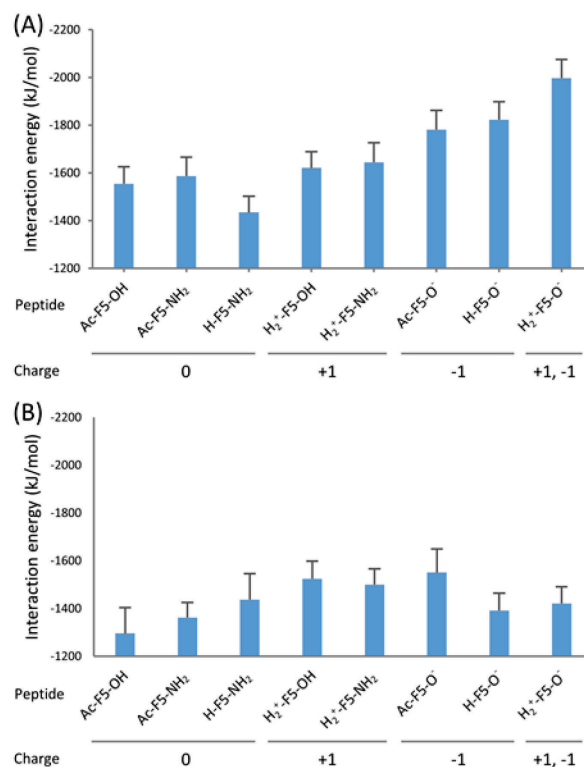 (A)
Interaction energy (kJ/mol)
-2200
-2000
-1800
-1600
-1400
-1200
Peptide
Ac-F5-OH
Ac-F5-NH₂
H-F5-NH₂
H₂⁺-F5-OH
H₂⁺-F5-NH₂
Ac-F5-O⁻
H-F5-O⁻
H₂⁺-F5-O⁻
Charge 0 +1 -1 +1, -1
(B)
Interaction energy (kJ/mol)
-2200
-2000
-1800
-1600
-1400
-1200
Peptide
Ac-F5-OH
Ac-F5-NH₂
H-F5-NH₂
H₂⁺-F5-OH
H₂⁺-F5-NH₂
Ac-F5-O⁻
H-F5-O⁻
H₂⁺-F5-O⁻
Charge 0 +1 -1 +1, -1